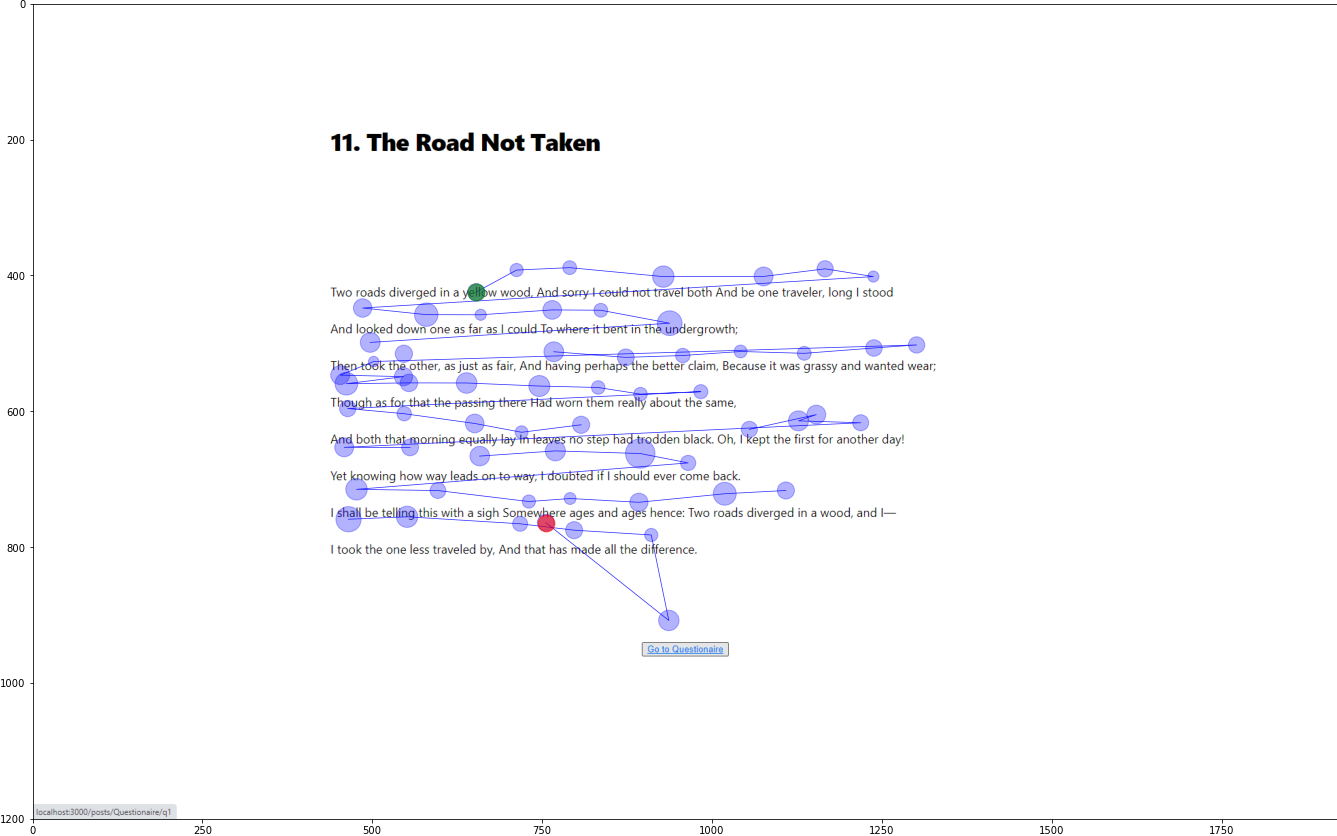 0
200
11. The Road Not Taken
400
Two roads diverged in a yellow wood, And sorry I could not travel both And be one traveler, long I stood
And looked down one as far as I could To where it bent in the undergrowth;
Then took the other, as just as fair, And having perhaps the better claim, Because it was grassy and wanted wear;
600
Though as for that the passing there Had worn them really about the same,
And both that morning equally lay In leaves no step had trodden black. Oh, I kept the first for another day!
Yet knowing how way leads on to way, I doubted if I should ever come back.
I shall be telling this with a sigh Somewhere ages and ages hence: Two roads diverged in a wood, and I—
800
I took the one less traveled by, And that has made all the difference.
Go to Questionaire
1000
localhost:3000/posts/Questionaire/q1
1200
0 250 500 750 1000 1250 1500 1750